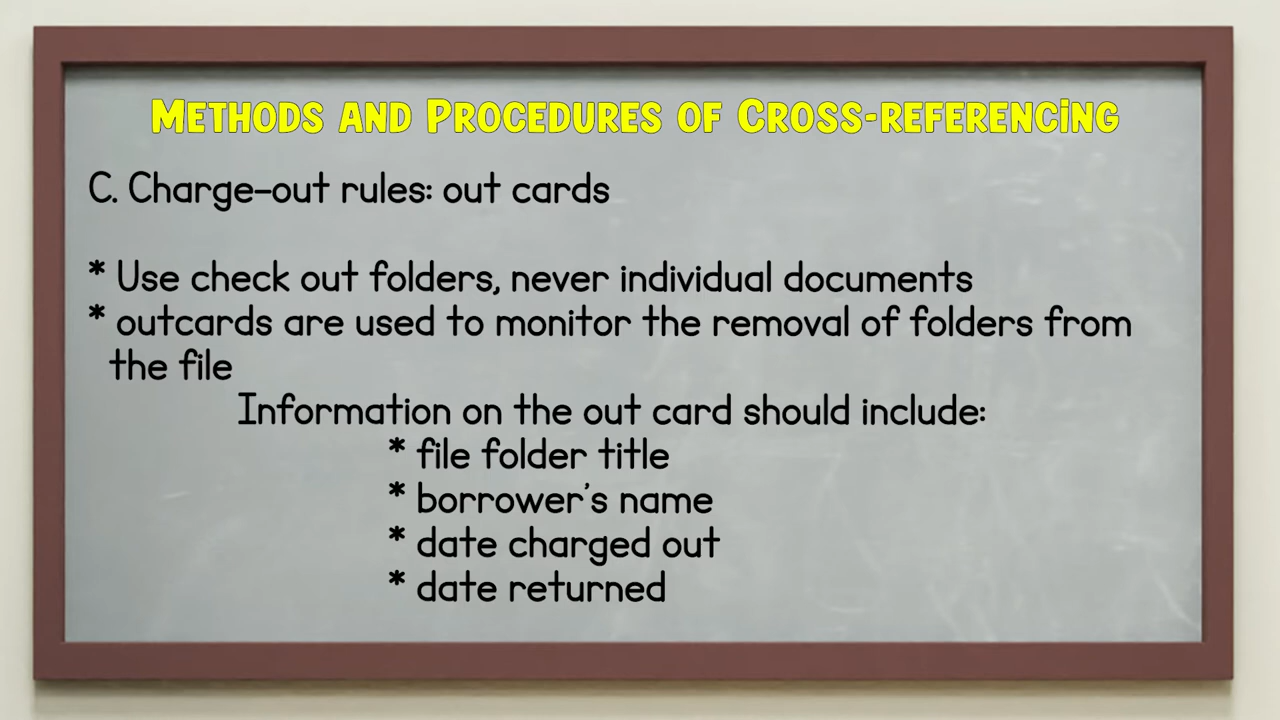 METHODS AND PROCEDURES OF CROSS-REFERENCING
C. Charge-out rules: out cards
* Use check out folders, never individual documents
* outcards are used to monitor the removal of folders from
the file
Information on the out card should include:
* file folder title
* borrower's name
* date charged out
* date returned